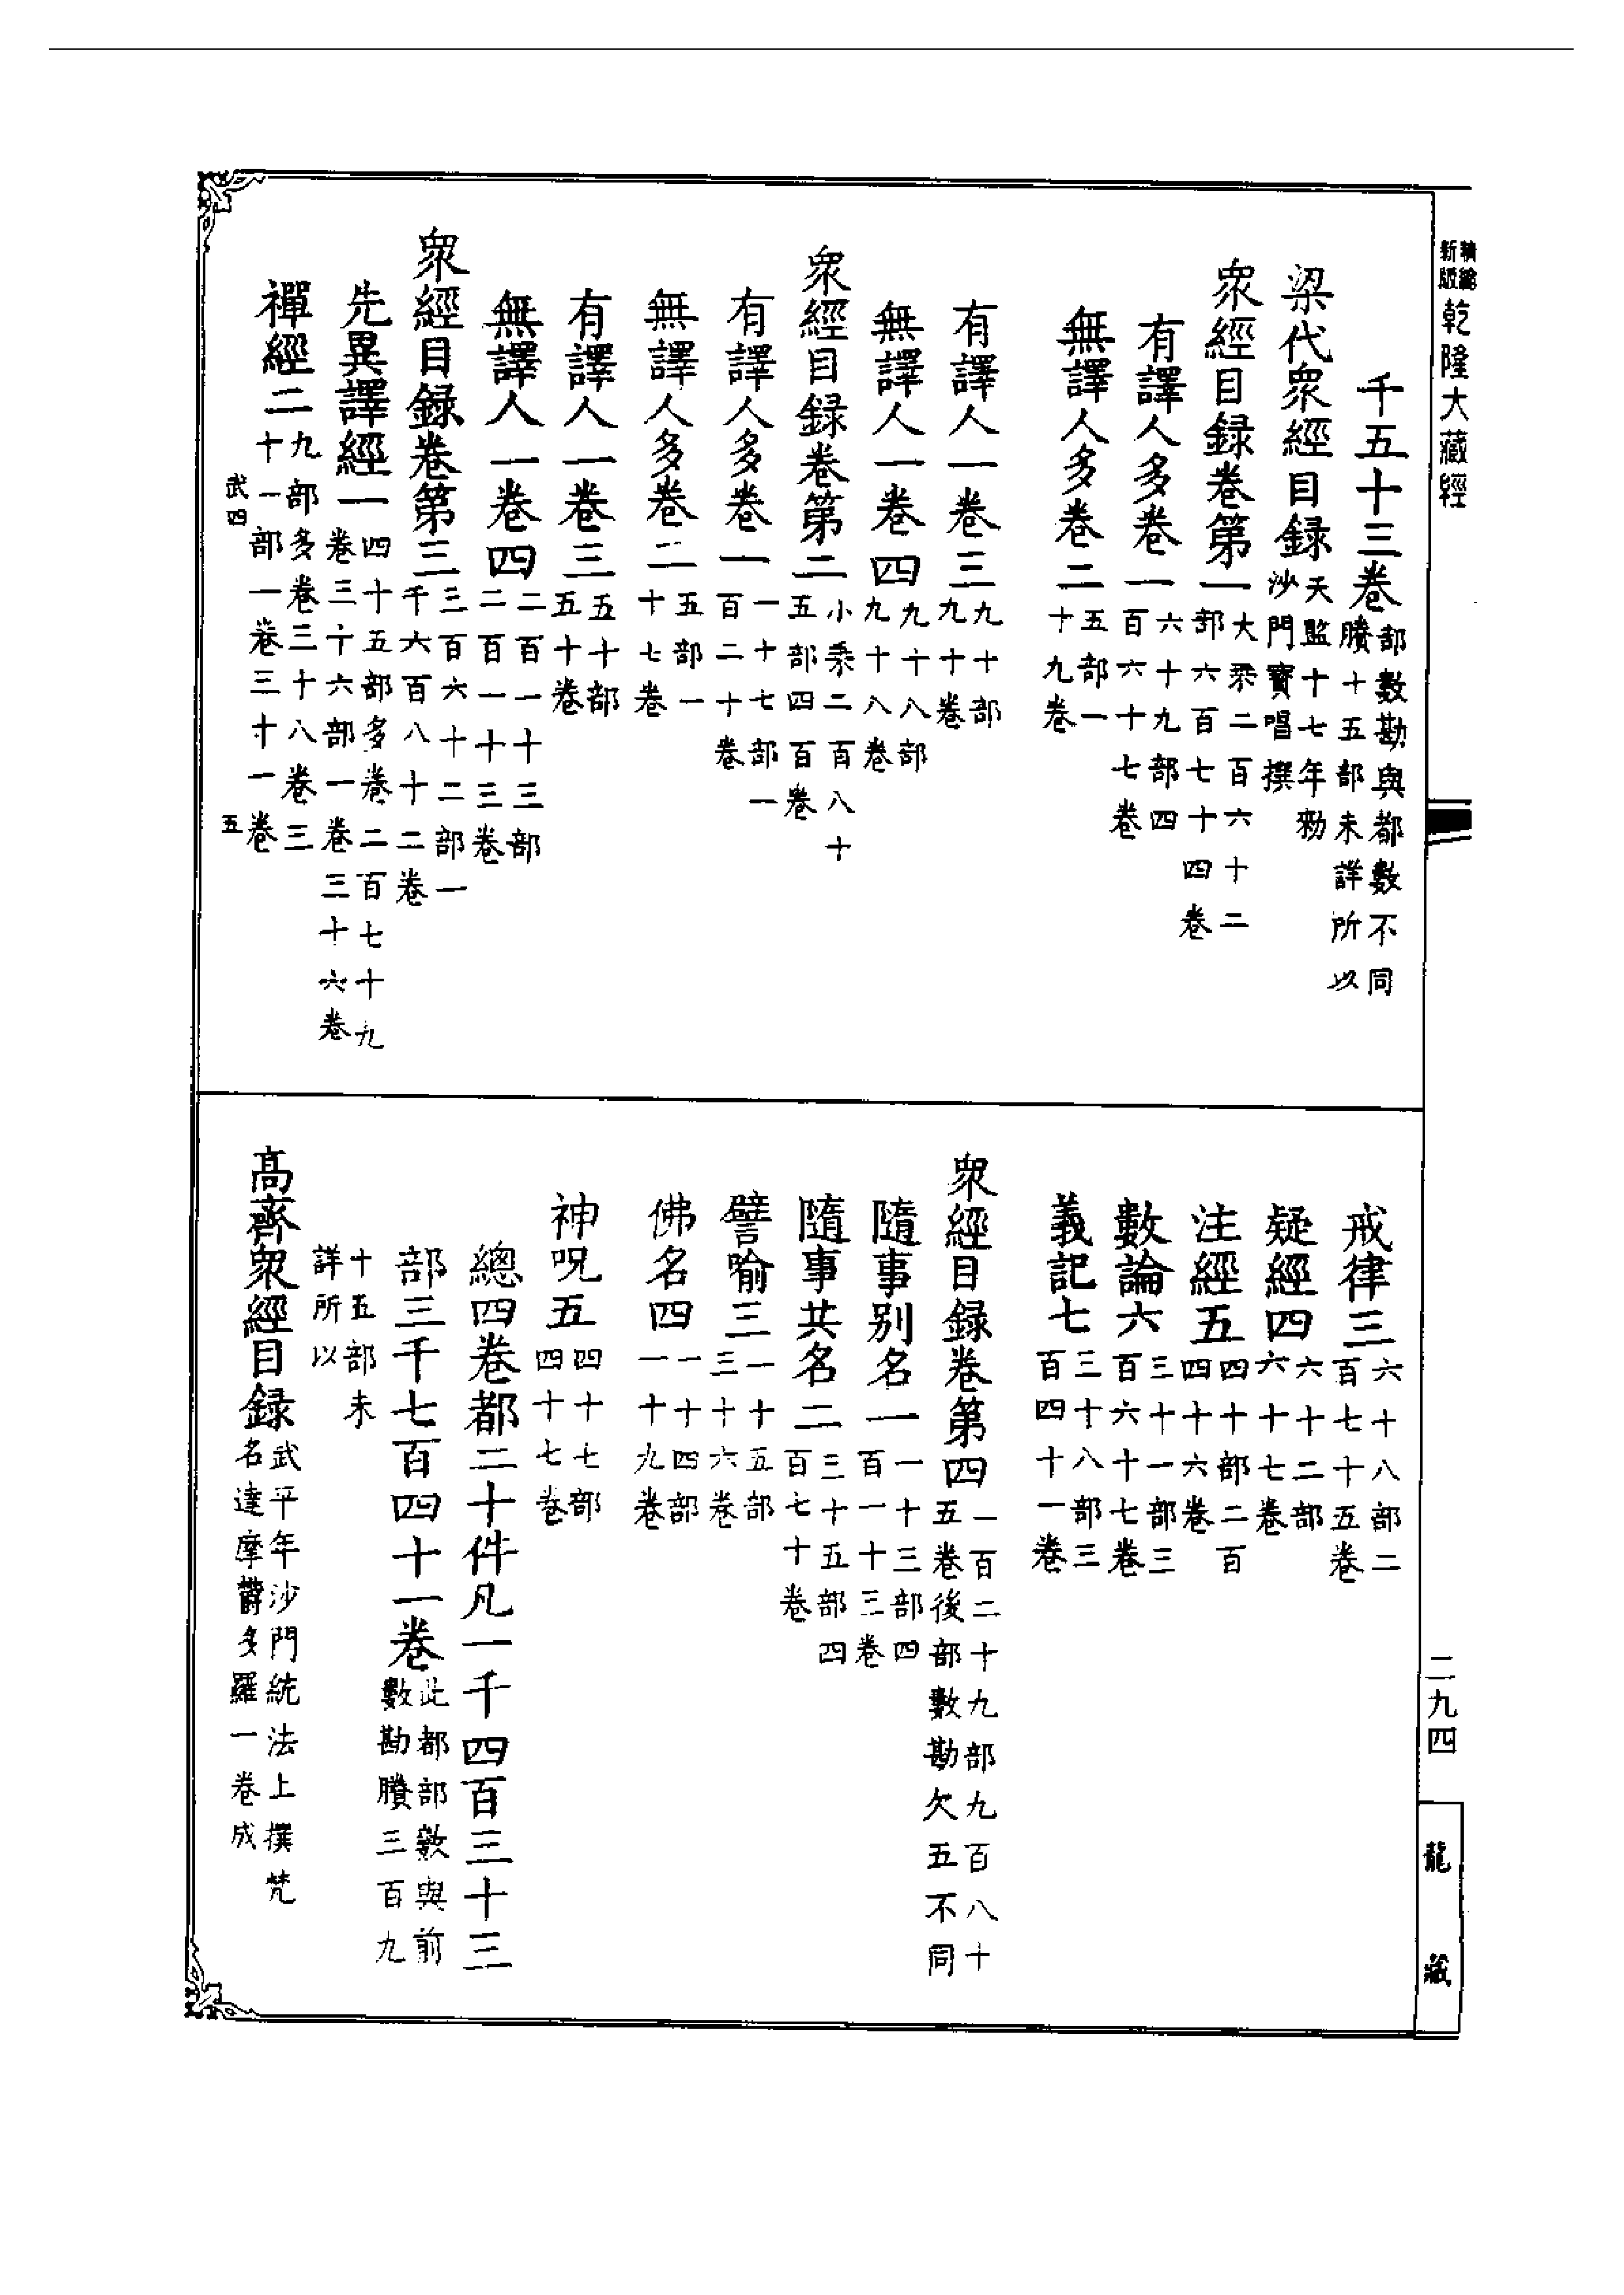 新版精縮乾隆大藏經
千五十三卷部數勘與都數不同賸十五部未詳所以
梁代衆經目録天監十七年勑沙門寶唱撰
衆經目録卷第一大乘二百六十二部六百七十四卷
有譯人多卷一六十九部四百六十七卷
無譯人多卷二五部一十九卷
有譯人一卷三九十部九十卷
無譯人一卷四九十八部九十八卷
衆經目録卷第二小乘二百八十五部四百卷
有譯人多卷一一十七部一百二十卷
無譯人多卷二五部一十七卷
有譯人一卷三五十部五十卷
無譯人一卷四二百一十三部二百一十三卷
衆經目録卷第三三百六十二部一千六百八十二卷
先異譯經一四十五部多卷二百七十九卷三十六部一卷三十六卷
禪經二九部多卷三十八卷三十一部一卷三十一卷
武四 五
戒律三六十八部二百七十五卷
疑經四六十二部六十七卷
注經五四十部二百四十六卷
數論六三十一部三百六十七卷
義記七三十八部三百四十一卷
衆經目録卷第四一百二十九部九百八十五卷後部數勘欠五不同
隨事别名一一十三部四百一十三卷
隨事共名二三十五部四百七十卷
譬喻三一十五部三十六卷
佛名四一十四部一十九卷
神呪五四十七部四十七卷
總四卷都二十件凡一千四百三十三
部三千七百四十一卷此都部數與前數勘賸三百九
十五部未詳所以
高齊衆經目録武平年沙門統法上撰梵名達摩鬱多羅一卷成
二九四
龍藏